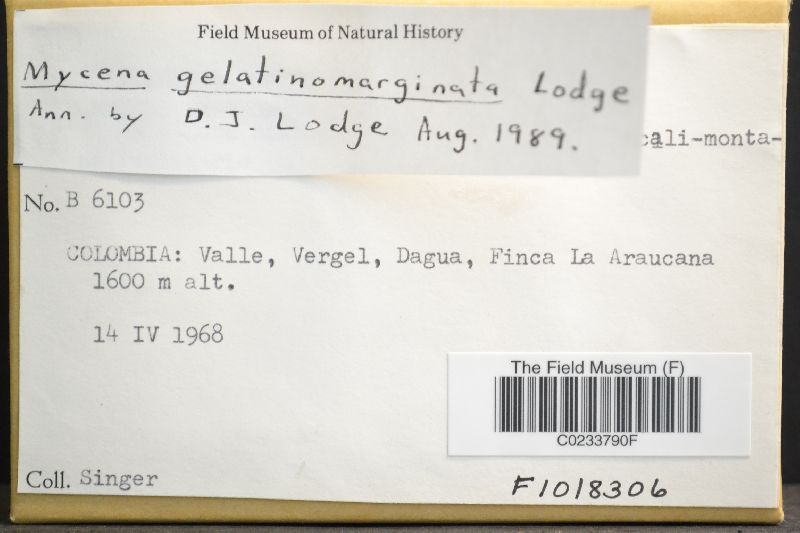 Field Museum of Natural History
Mycena gelatinomarginata Lodge
Ann. by D.J. Lodge Aug. 1989.
cali-monta-
No. B 6103
COLOMBIA: Valle, Vergel, Dagua, Finca La Araucana
1600 m alt.
14 IV 1968
The Field Museum (F)
C0233790F
Coll. Singer
F1018306